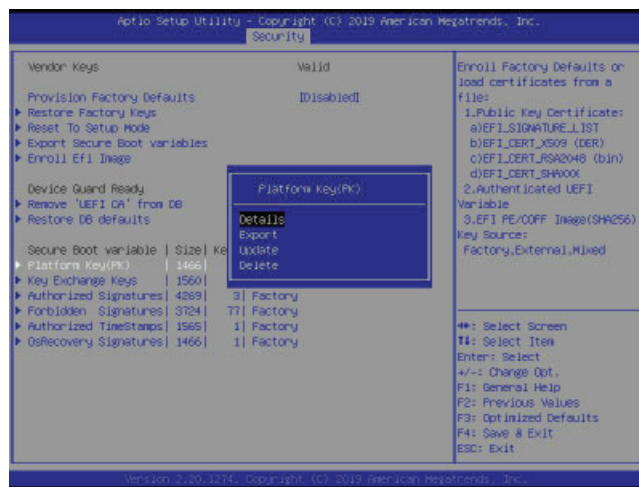 Aptio Setup Utility - Copyright (C) 2019 American Megatrends, Inc.
Security
Vendor Keys Valid
Provision Factory Defaults [Disabled]
Restore Factory Keys
Reset To Setup Mode
Export Secure Boot variables
Enroll Efi Image
Device Guard Ready
Remove 'UEFI CA' from DB
Restore DB defaults
Secure Boot variable | Size| Ke
Platform Key(PK) | 1466|
Key Exchange Keys | 1560|
Authorized Signatures| 4269| 3| Factory
Forbidden Signatures| 3724| 77| Factory
Authorized TimeStamps| 1565| 1| Factory
OsRecovery Signatures| 1466| 1| Factory
Platform Key(PK)
Details
Export
Update
Delete
Enroll Factory Defaults or
load certificates from a
file:
1.Public Key Certificate:
a)EFI_SIGNATURE_LIST
b)EFI_CERT_X509 (DER)
c)EFI_CERT_RSA2048 (bin)
d)EFI_CERT_SHAXXX
2.Authenticated UEFI
Variable
3.EFI PE/COFF Image(SHA256)
Key Source:
Factory,External,Mixed
↔: Select Screen
↑↓: Select Item
Enter: Select
+/-: Change Opt.
F1: General Help
F2: Previous Values
F3: Optimized Defaults
F4: Save & Exit
ESC: Exit
Version 2.20.1274. Copyright (C) 2019 American Megatrends, Inc.